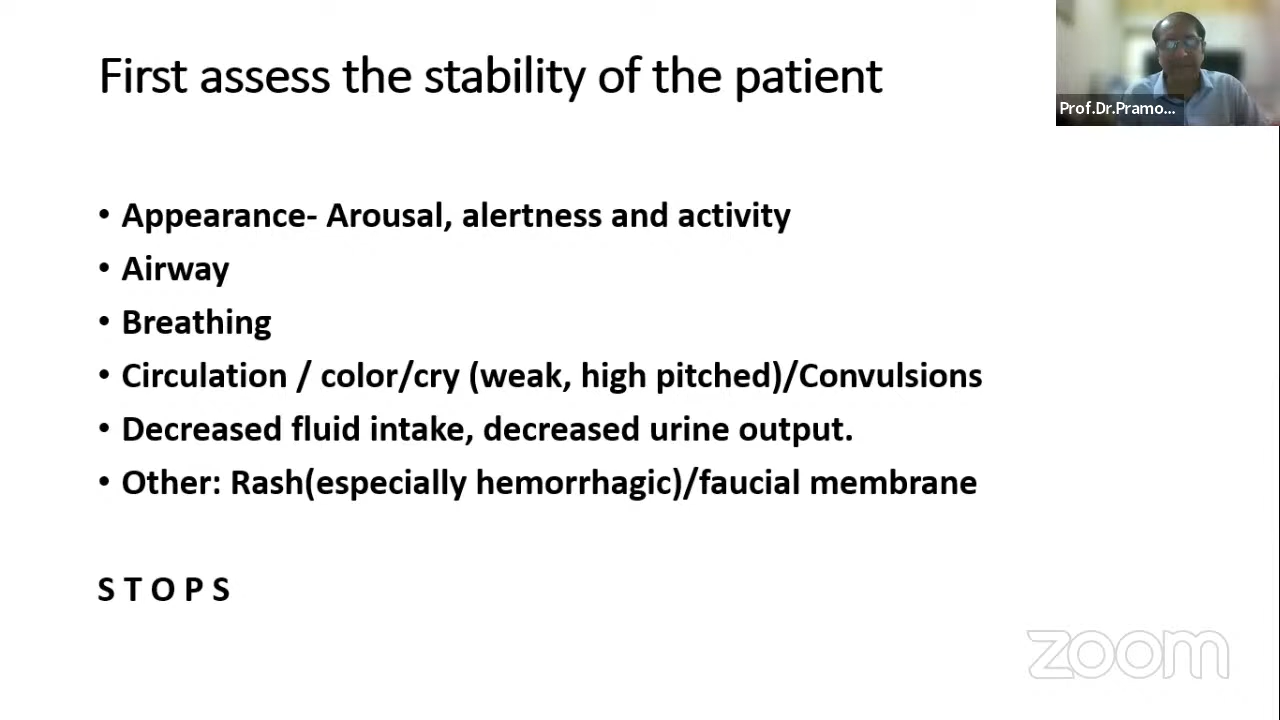 First assess the stability of the patient
Prof.Dr.Pramo...
• Appearance- Arousal, alertness and activity
• Airway
• Breathing
• Circulation / color/cry (weak, high pitched)/Convulsions
• Decreased fluid intake, decreased urine output.
• Other: Rash(especially hemorrhagic)/faucial membrane
S T O P S
zoom